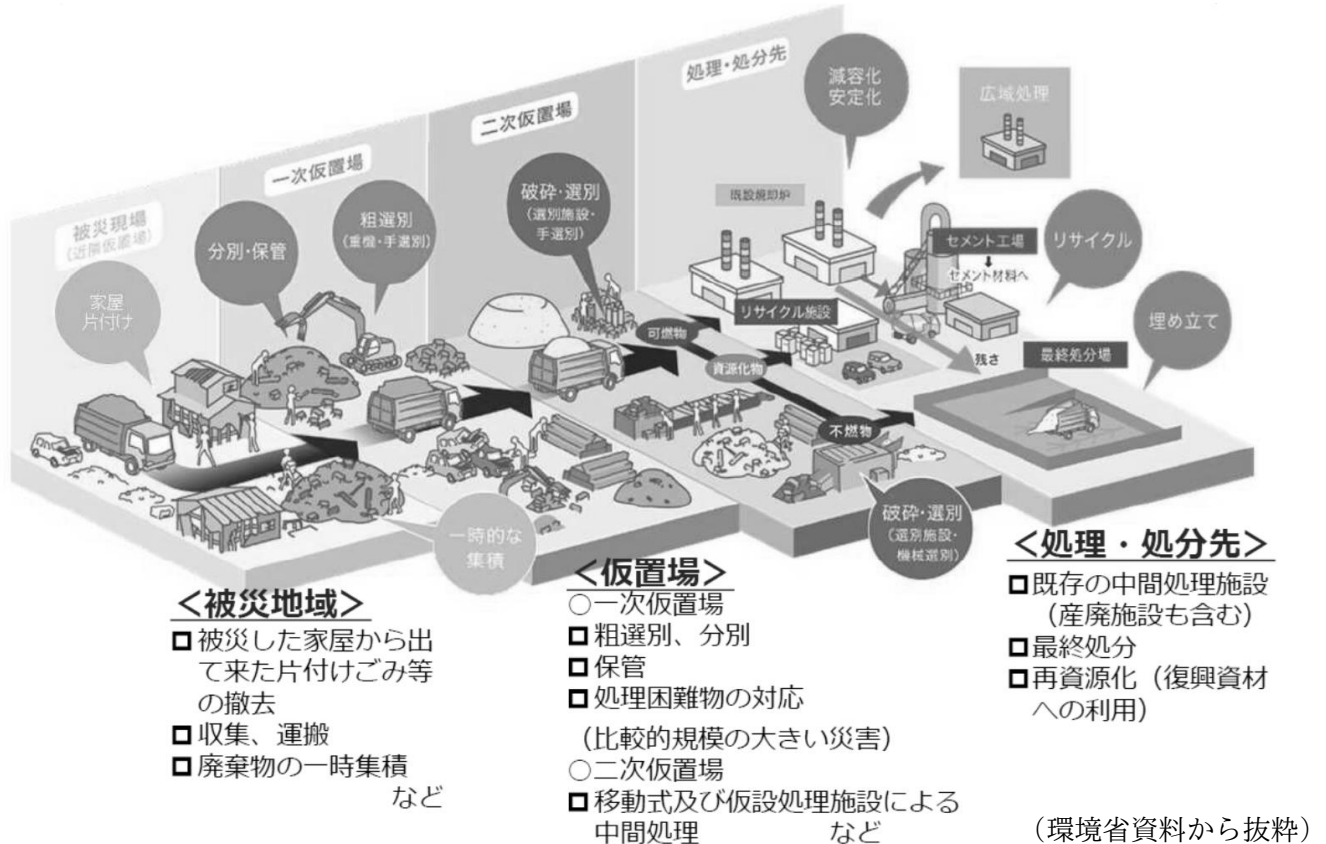 被災現場
(近隣仮置場)
一次仮置場
二次仮置場
処理・処分先
家屋
片付け
分別・保管
粗選別
(重機・手選別)
破砕・選別
(選別施設・
手選別)
減容化
安定化
広域処理
既設焼却炉
セメント工場
セメント材料へ
リサイクル
リサイクル施設
可燃物
資源化物
不燃物
残さ
最終処分場
埋め立て
一時的な
集積
破砕・選別
(選別施設・
機械選別)
<被災地域>
被災した家屋から出
て来た片付けごみ等
の撤去
収集、運搬
廃棄物の一時集積
など
<仮置場>
○一次仮置場
粗選別、分別
保管
処理困難物の対応
(比較的規模の大きい災害)
○二次仮置場
移動式及び仮設処理施設による
中間処理 など
<処理・処分先>
既存の中間処理施設
(産廃施設も含む)
最終処分
再資源化(復興資材
への利用)
(環境省資料から抜粋)